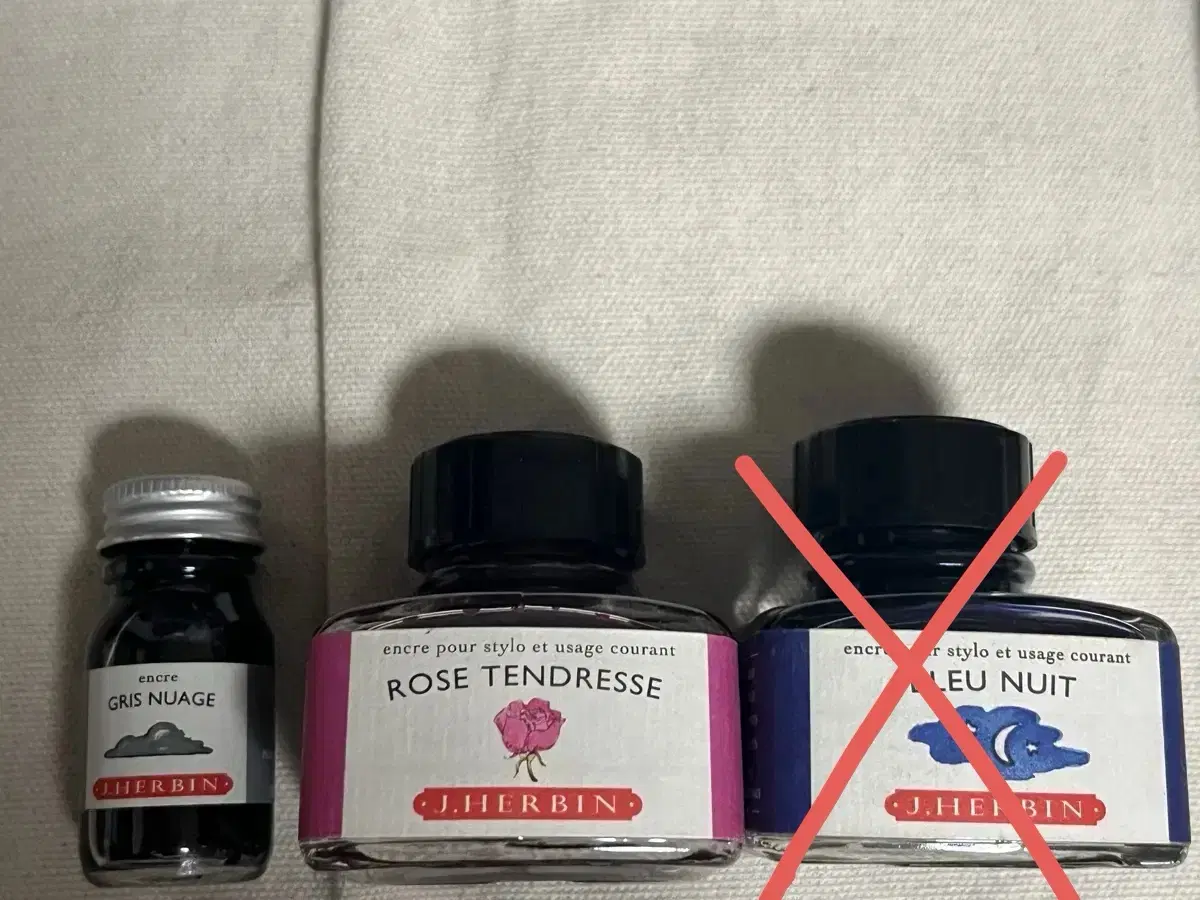 encre
GRIS NUAGE
J.HERBIN
encre pour stylo et usage courant
ROSE TENDRESSE
J.HERBIN
stylo et usage courant
NUIT
J.HERBIN